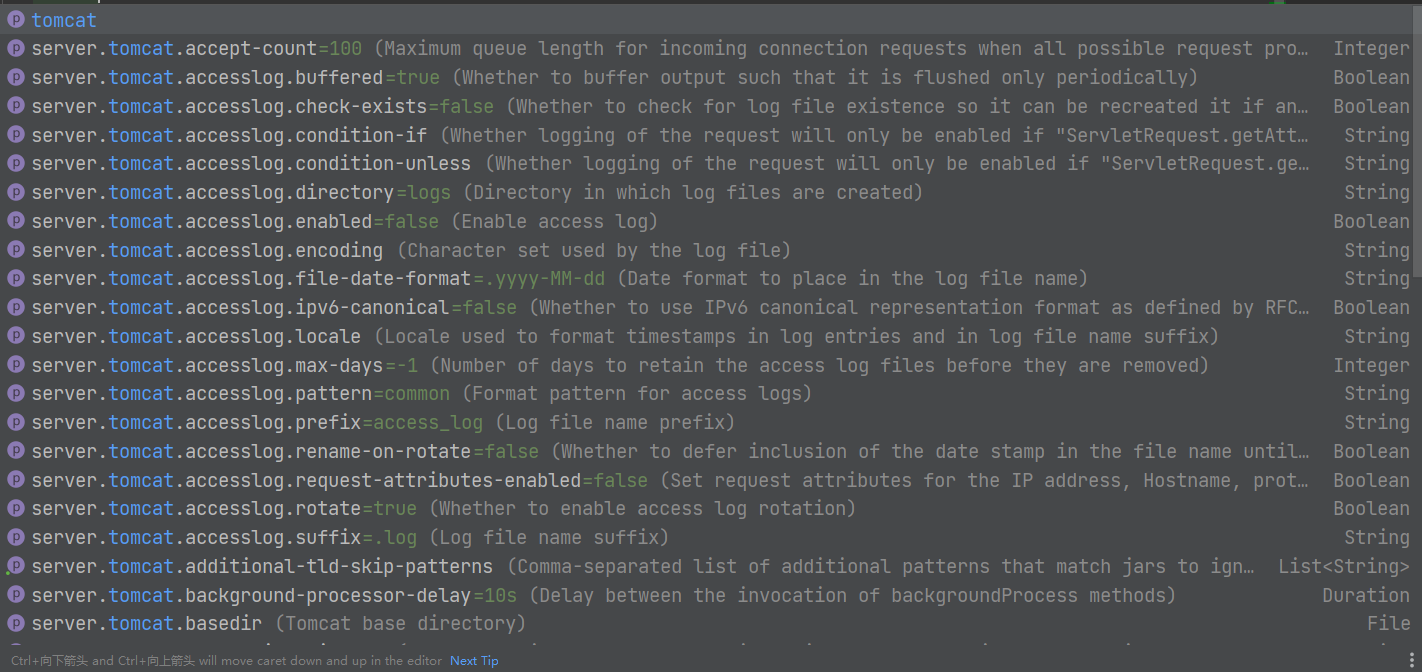 tomcat
server.tomcat.accept-count=100 (Maximum queue length for incoming connection requests when all possible request pro… Integer
server.tomcat.accesslog.buffered=true (Whether to buffer output such that it is flushed only periodically) Boolean
server.tomcat.accesslog.check-exists=false (Whether to check for log file existence so it can be recreated it if an… Boolean
server.tomcat.accesslog.condition-if (Whether logging of the request will only be enabled if "ServletRequest.getAtt… String
server.tomcat.accesslog.condition-unless (Whether logging of the request will only be enabled if "ServletRequest.ge… String
server.tomcat.accesslog.directory=logs (Directory in which log files are created) String
server.tomcat.accesslog.enabled=false (Enable access log) Boolean
server.tomcat.accesslog.encoding (Character set used by the log file) String
server.tomcat.accesslog.file-date-format=.yyyy-MM-dd (Date format to place in the log file name) String
server.tomcat.accesslog.ipv6-canonical=false (Whether to use IPv6 canonical representation format as defined by RFC… Boolean
server.tomcat.accesslog.locale (Locale used to format timestamps in log entries and in log file name suffix) String
server.tomcat.accesslog.max-days=-1 (Number of days to retain the access log files before they are removed) Integer
server.tomcat.accesslog.pattern=common (Format pattern for access logs) String
server.tomcat.accesslog.prefix=access_log (Log file name prefix) String
server.tomcat.accesslog.rename-on-rotate=false (Whether to defer inclusion of the date stamp in the file name until… Boolean
server.tomcat.accesslog.request-attributes-enabled=false (Set request attributes for the IP address, Hostname, prot… Boolean
server.tomcat.accesslog.rotate=true (Whether to enable access log rotation) Boolean
server.tomcat.accesslog.suffix=.log (Log file name suffix) String
server.tomcat.additional-tld-skip-patterns (Comma-separated list of additional patterns that match jars to ign… List<String>
server.tomcat.background-processor-delay=10s (Delay between the invocation of backgroundProcess methods) Duration
server.tomcat.basedir (Tomcat base directory) File
Ctrl+向下箭头 and Ctrl+向上箭头 will move caret down and up in the editor Next Tip